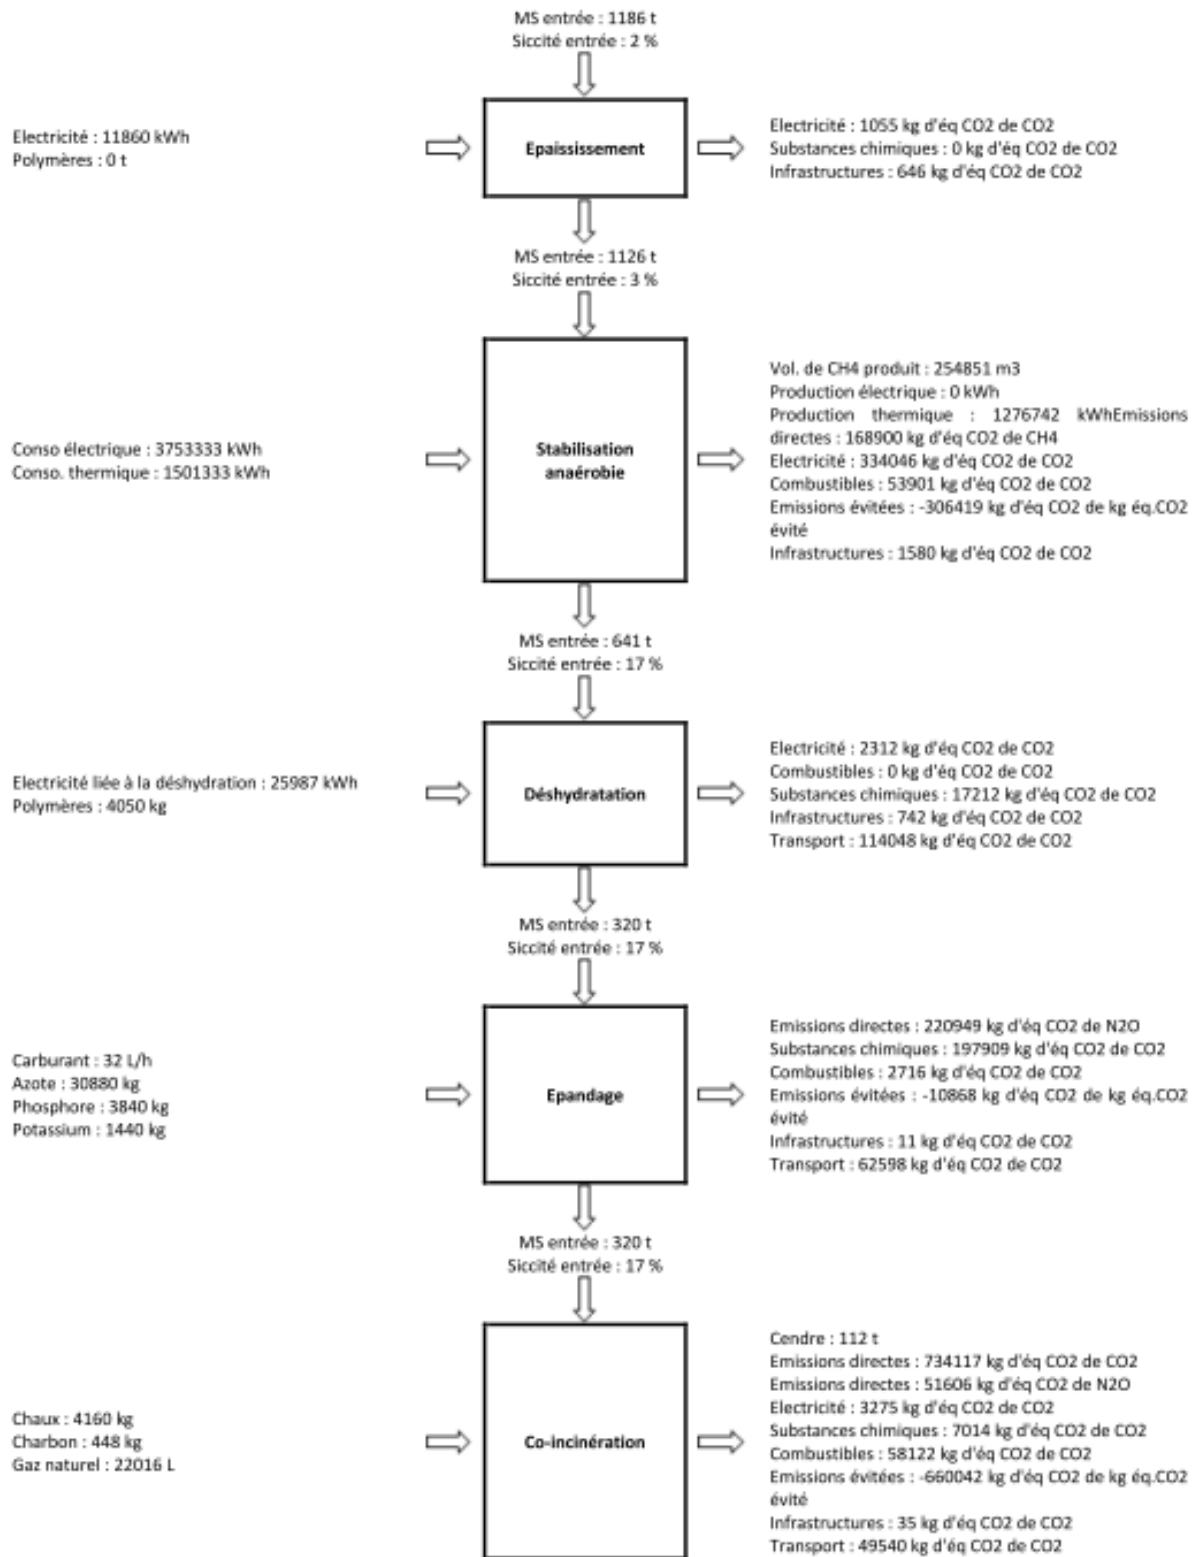 MS entrée : 1186 t
Siccité entrée : 2 %
Electricité : 11860 kWh
Polymères : 0 t
Epaississement
Electricité : 1055 kg d'éq CO2 de CO2
Substances chimiques : 0 kg d'éq CO2 de CO2
Infrastructures : 646 kg d'éq CO2 de CO2
MS entrée : 1126 t
Siccité entrée : 3 %
Conso électrique : 3753333 kWh
Conso. thermique : 1501333 kWh
Stabilisation
anaérobie
Vol. de CH4 produit : 254851 m3
Production électrique : 0 kWh
Production thermique : 1276742 kWhEmissions
directes : 168900 kg d'éq CO2 de CH4
Electricité : 334046 kg d'éq CO2 de CO2
Combustibles : 53901 kg d'éq CO2 de CO2
Emissions évitées : -306419 kg d'éq CO2 de kg éq.CO2
évité
Infrastructures : 1580 kg d'éq CO2 de CO2
MS entrée : 641 t
Siccité entrée : 17 %
Electricité liée à la déshydration : 25987 kWh
Polymères : 4050 kg
Déshydratation
Electricité : 2312 kg d'éq CO2 de CO2
Combustibles : 0 kg d'éq CO2 de CO2
Substances chimiques : 17212 kg d'éq CO2 de CO2
Infrastructures : 742 kg d'éq CO2 de CO2
Transport : 114048 kg d'éq CO2 de CO2
MS entrée : 320 t
Siccité entrée : 17 %
Carburant : 32 L/h
Azote : 30880 kg
Phosphore : 3840 kg
Potassium : 1440 kg
Epandage
Emissions directes : 220949 kg d'éq CO2 de N2O
Substances chimiques : 197909 kg d'éq CO2 de CO2
Combustibles : 2716 kg d'éq CO2 de CO2
Emissions évitées : -10868 kg d'éq CO2 de kg éq.CO2
évité
Infrastructures : 11 kg d'éq CO2 de CO2
Transport : 62598 kg d'éq CO2 de CO2
MS entrée : 320 t
Siccité entrée : 17 %
Chaux : 4160 kg
Charbon : 448 kg
Gaz naturel : 22016 L
Co-incinération
Cendre : 112 t
Emissions directes : 734117 kg d'éq CO2 de CO2
Emissions directes : 51606 kg d'éq CO2 de N2O
Electricité : 3275 kg d'éq CO2 de CO2
Substances chimiques : 7014 kg d'éq CO2 de CO2
Combustibles : 58122 kg d'éq CO2 de CO2
Emissions évitées : -660042 kg d'éq CO2 de kg éq.CO2
évité
Infrastructures : 35 kg d'éq CO2 de CO2
Transport : 49540 kg d'éq CO2 de CO2